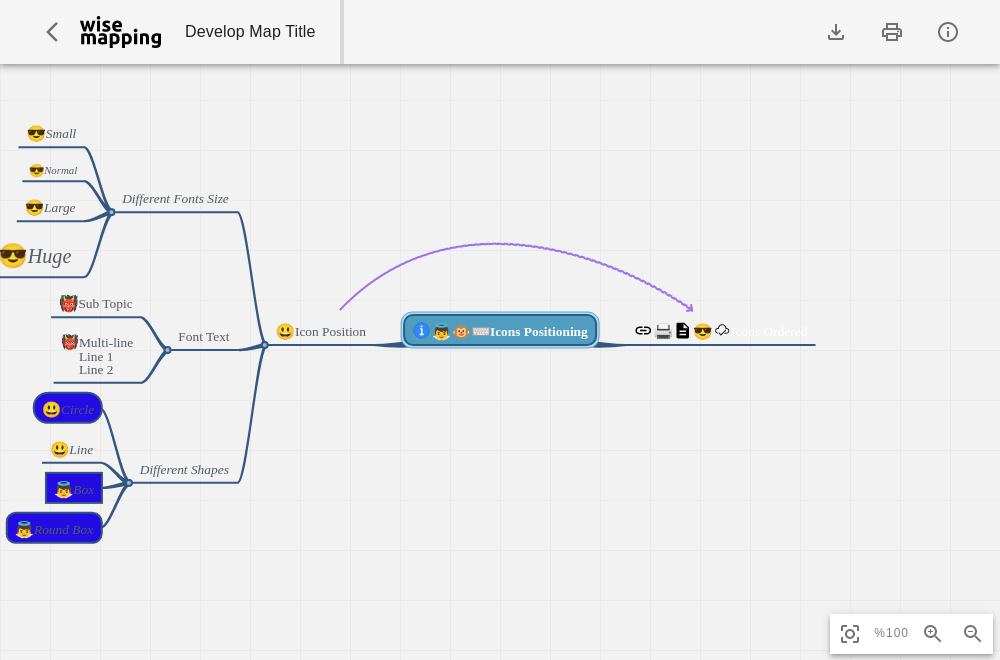 wise
mapping
Develop Map Title
Small
Normal
Large
Huge
Different Fonts Size
Sub Topic
Multi-line
Line 1
Line 2
Font Text
Icon Position
Icons Positioning
Icons Ordered
Circle
Line
Box
Round Box
Different Shapes
%100